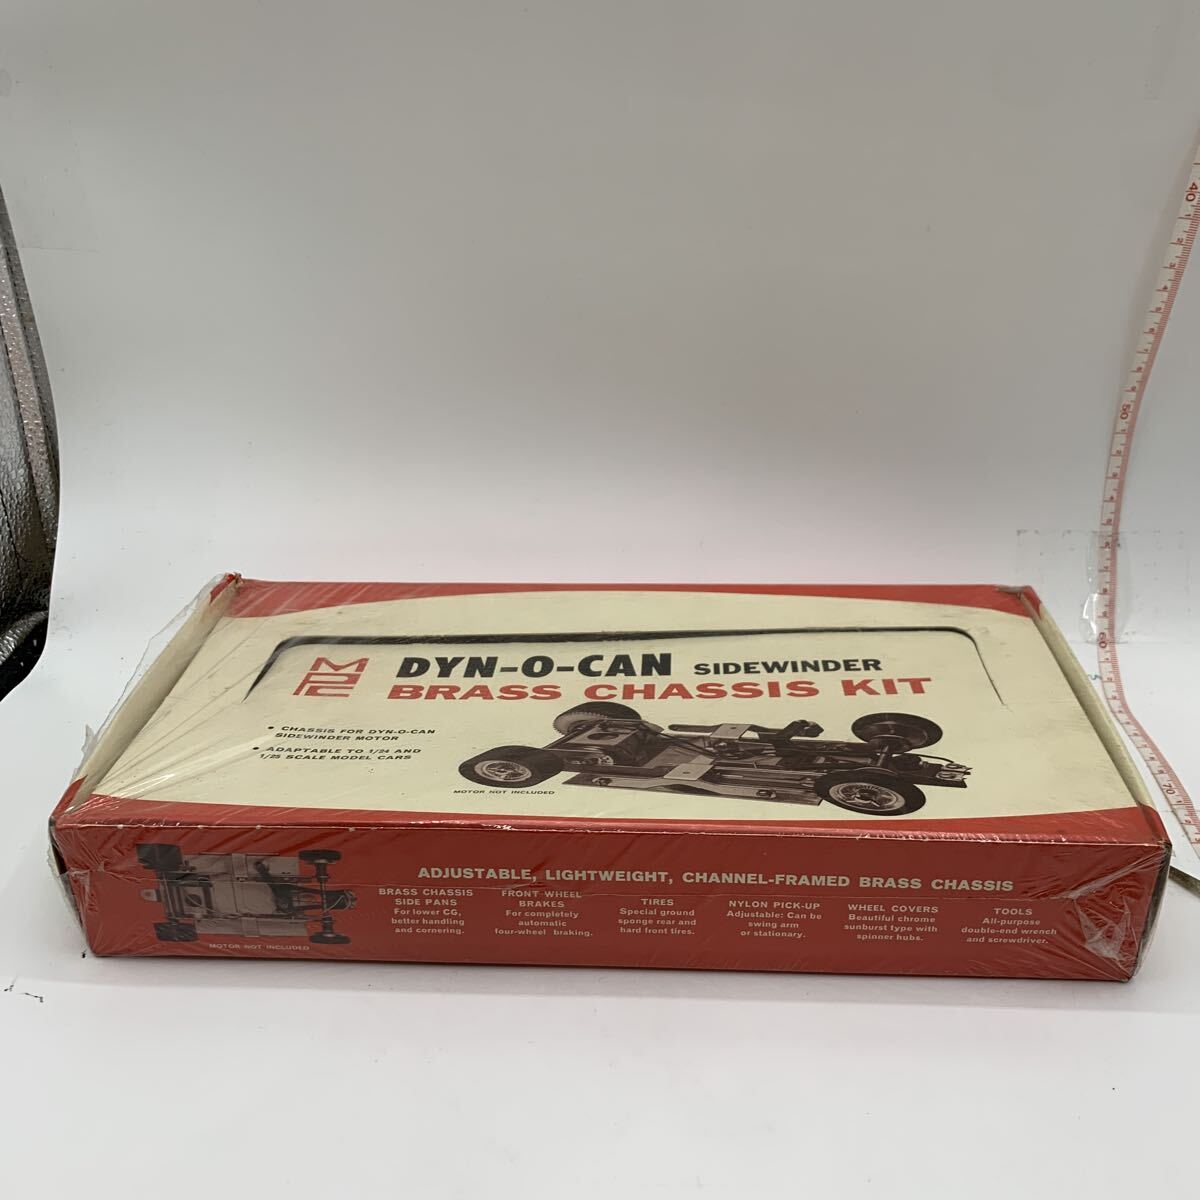 MPC
DYN-O-CAN SIDEWINDER
BRASS CHASSIS KIT
• CHASSIS FOR DYN-O-CAN
SIDEWINDER MOTOR
• ADAPTABLE TO 1/24 AND
1/25 SCALE MODEL CARS
MOTOR NOT INCLUDED
ADJUSTABLE, LIGHTWEIGHT, CHANNEL-FRAMED BRASS CHASSIS
BRASS CHASSIS
SIDE PANS
For lower CG,
better handling
and cornering.
FRONT WHEEL
BRAKES
For completely
automatic
four-wheel braking.
TIRES
Special ground
sponge rear and
hard front tires.
NYLON PICK-UP
Adjustable: Can be
swing arm
or stationary.
WHEEL COVERS
Beautiful chrome
sunburst type with
spinner hubs.
TOOLS
All-purpose
double-end wrench
and screwdriver.
MOTOR NOT INCLUDED
40
50
60
70